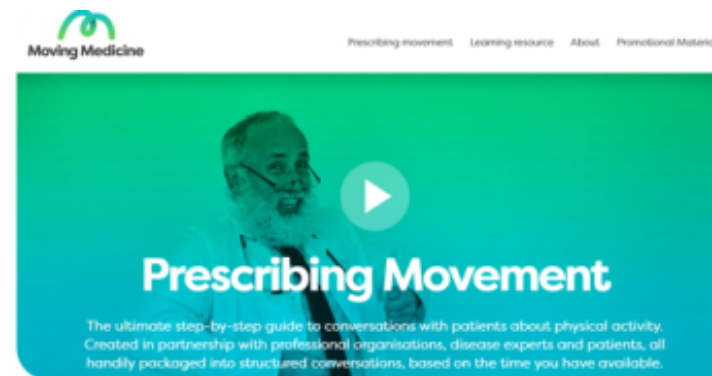 Moving Medicine
Prescribing movement Learning resource About Promotional Materia
Prescribing Movement
The ultimate step-by-step guide to conversations with patients about physical activity.
Created in partnership with professional organisations, disease experts and patients, all
handily packaged into structured conversations, based on the time you have available.